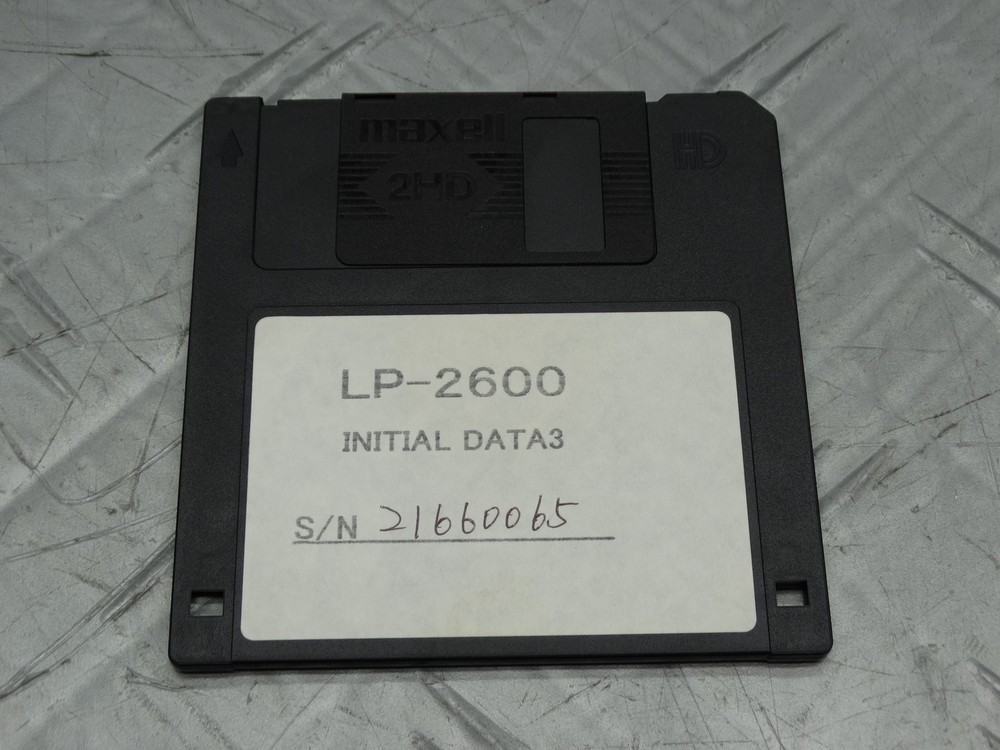 maxell
2HD
HD
LP-2600
INITIAL DATA3
S/N 21660065